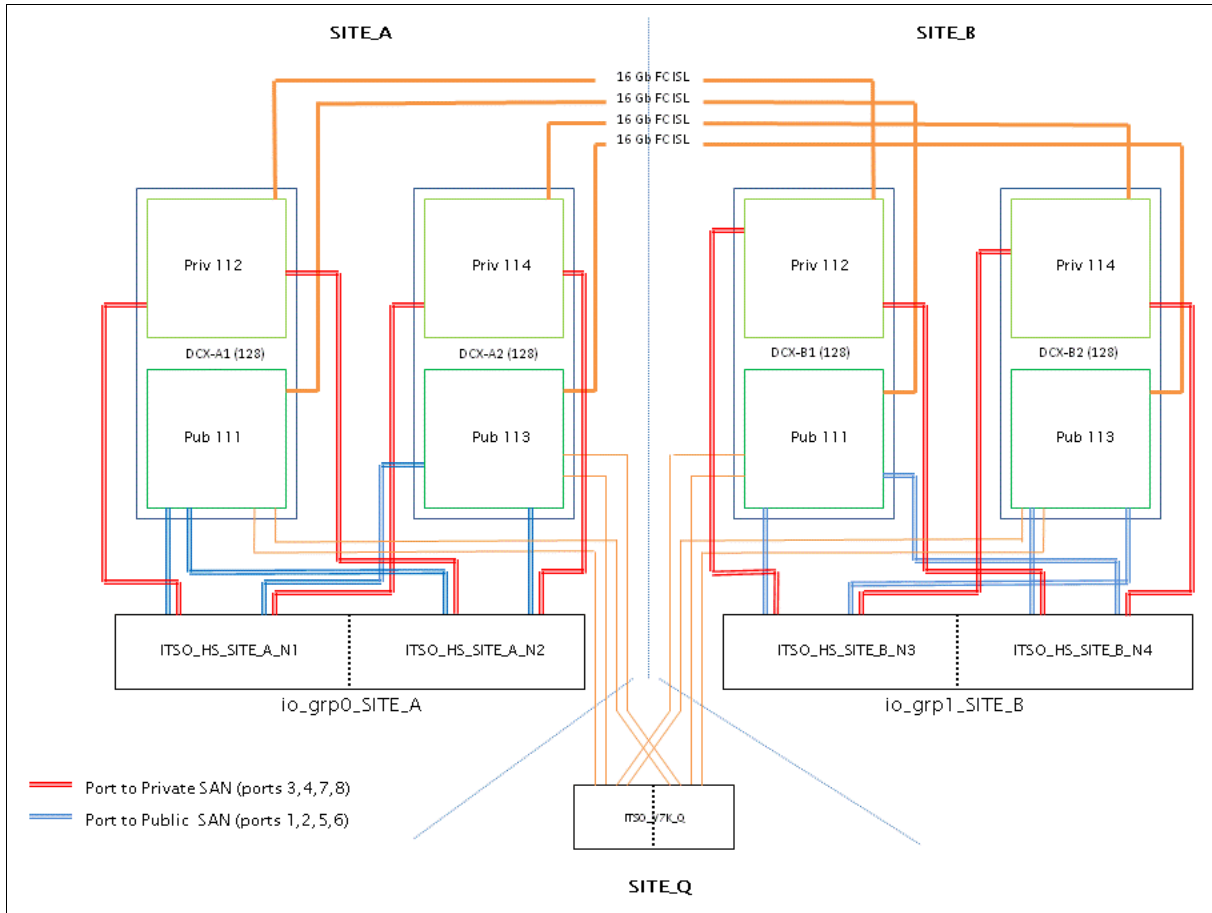 SITE_A
SITE_B
16 Gb FC ISL
16 Gb FC ISL
16 Gb FC ISL
16 Gb FC ISL
Priv 112
Priv 114
Priv 112
Priv 114
DCX-A1 (128)
DCX-A2 (128)
DCX-B1 (128)
DCX-B2 (128)
Pub 111
Pub 113
Pub 111
Pub 113
ITSO_HS_SITE_A_N1
ITSO_HS_SITE_A_N2
ITSO_HS_SITE_B_N3
ITSO_HS_SITE_B_N4
io_grp0_SITE_A
io_grp1_SITE_B
Port to Private SAN (ports 3,4,7,8)
Port to Public SAN (ports 1,2,5,6)
ITSO_V7K_Q
SITE_Q